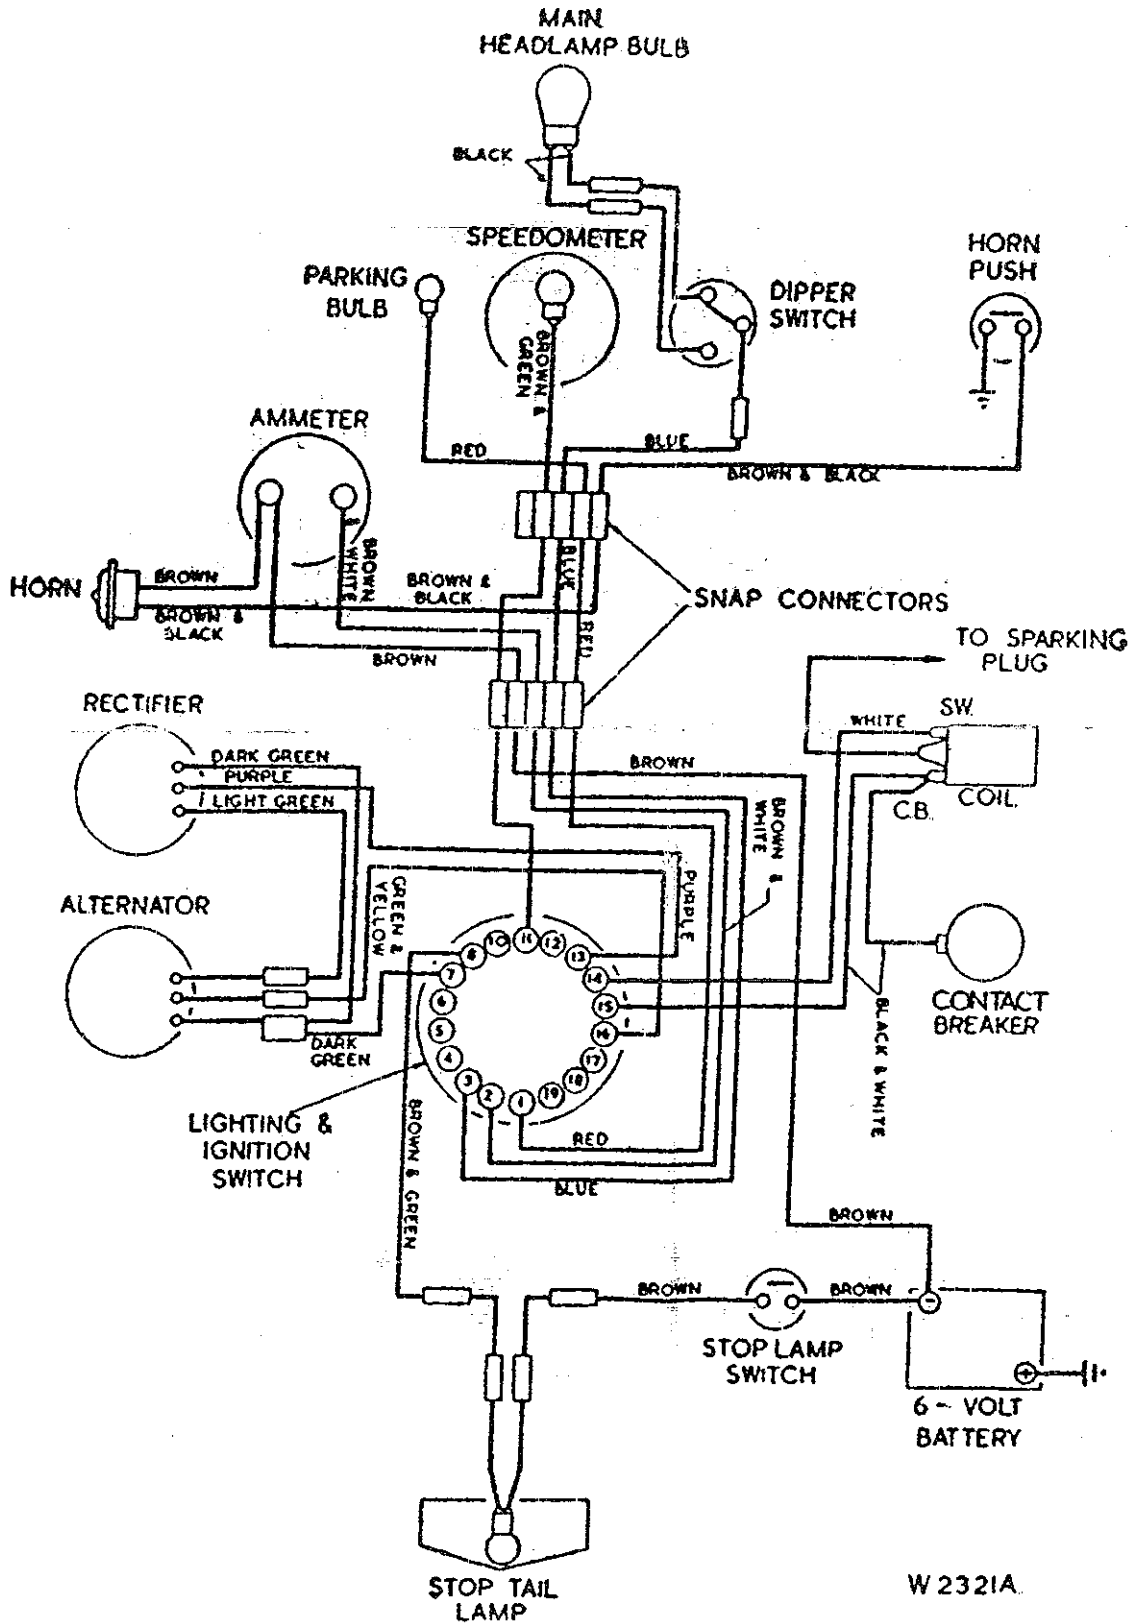 MAIN
HEADLAMP BULB
BLACK
SPEEDOMETER
HORN
PUSH
PARKING
BULB
DIPPER
SWITCH
BROWN &
GREEN
AMMETER
RED
BLUE
BROWN & BLACK
BLUE
HORN
BROWN
BROWN
WHITE
BROWN &
BLACK
BROWN &
BLACK
SNAP CONNECTORS
RED
BROWN
TO SPARKING
PLUG
RECTIFIER
SW.
WHITE
DARK GREEN
PURPLE
LIGHT GREEN
BROWN
COIL.
C.B.
BROWN &
WHITE
ALTERNATOR
GREEN &
YELLOW
PURPLE
8 10 11 12 13
7 14
6 15
5 16
4 17
3 18
2 1 19
CONTACT
BREAKER
DARK
GREEN
BLACK & WHITE
LIGHTING &
IGNITION
SWITCH
RED
BLUE
BROWN & GREEN
BROWN
BROWN
BROWN
-
STOP LAMP
SWITCH
+
6 - VOLT
BATTERY
STOP TAIL
LAMP
W2321A.